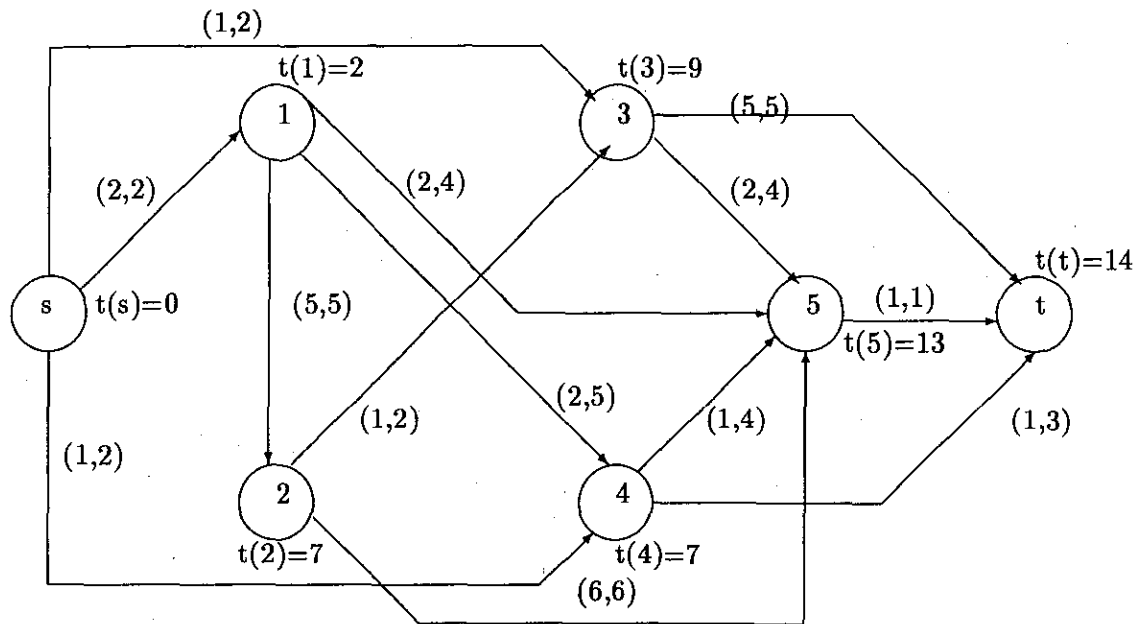 (1,2)
t(1)=2
t(3)=9
1
3
(5,5)
(2,2)
(2,4)
(2,4)
t(t)=14
s
t(s)=0
(5,5)
5
(1,1)
t
t(5)=13
(1,2)
(2,5)
(1,4)
(1,3)
(1,2)
2
4
t(2)=7
t(4)=7
(6,6)